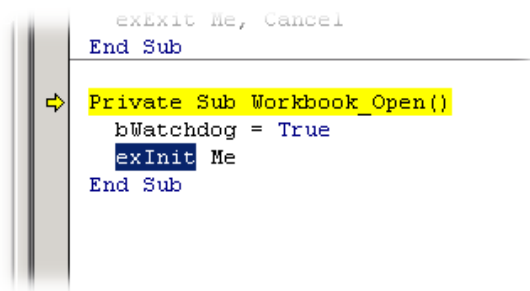 exExit Me, Cancel
End Sub
Private Sub Workbook_Open()
bWatchdog = True
exInit Me
End Sub